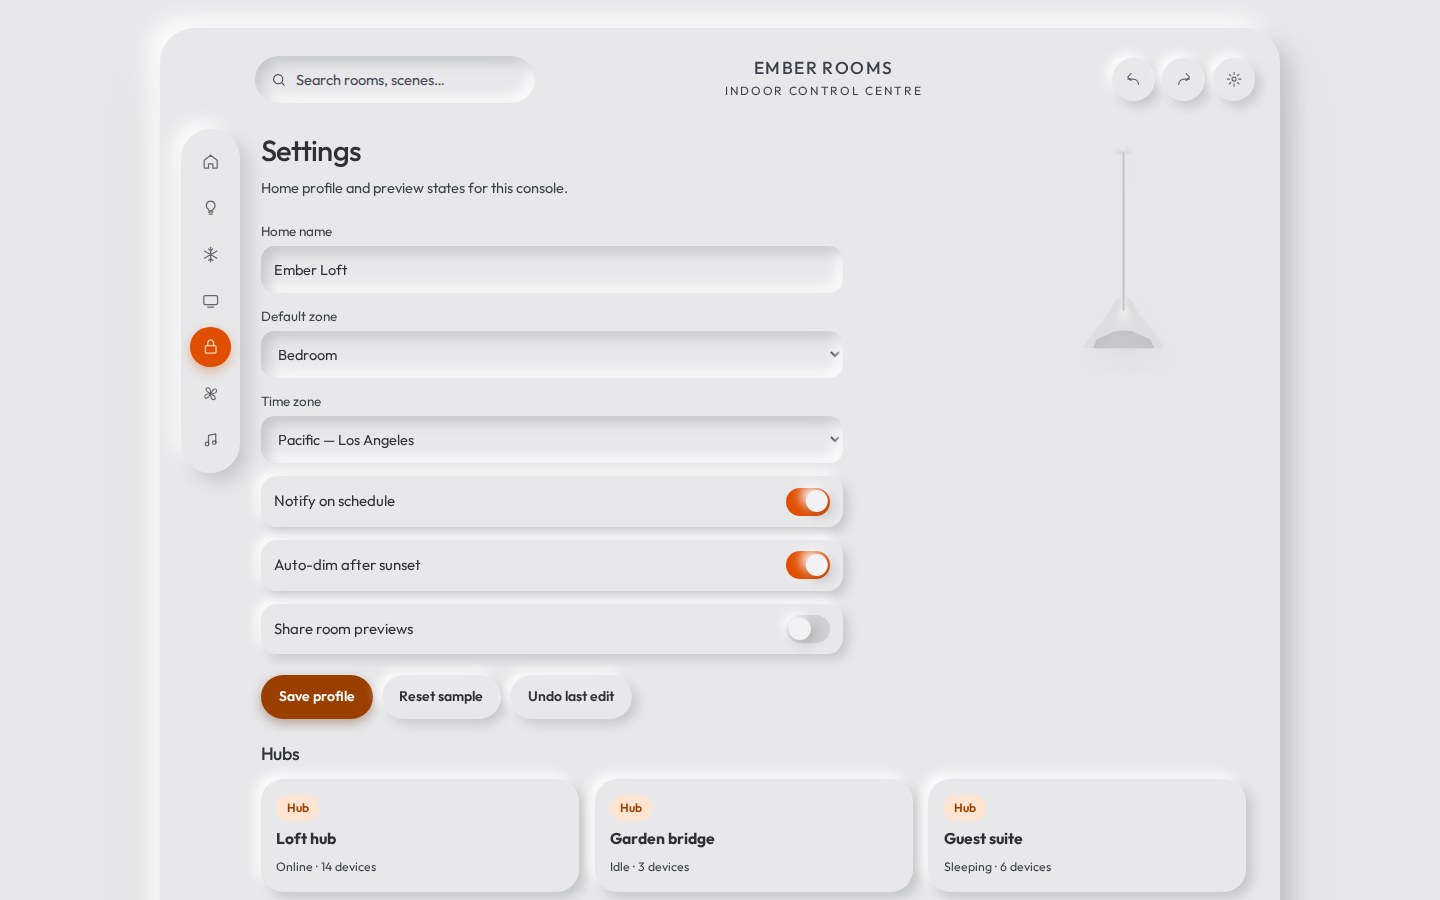 Search rooms, scenes…
EMBER ROOMS
INDOOR CONTROL CENTRE
Settings
Home profile and preview states for this console.
Home name
Ember Loft
Default zone
Bedroom
Time zone
Pacific — Los Angeles
Notify on schedule
Auto-dim after sunset
Share room previews
Save profile
Reset sample
Undo last edit
Hubs
Hub
Loft hub
Online · 14 devices
Hub
Garden bridge
Idle · 3 devices
Hub
Guest suite
Sleeping · 6 devices